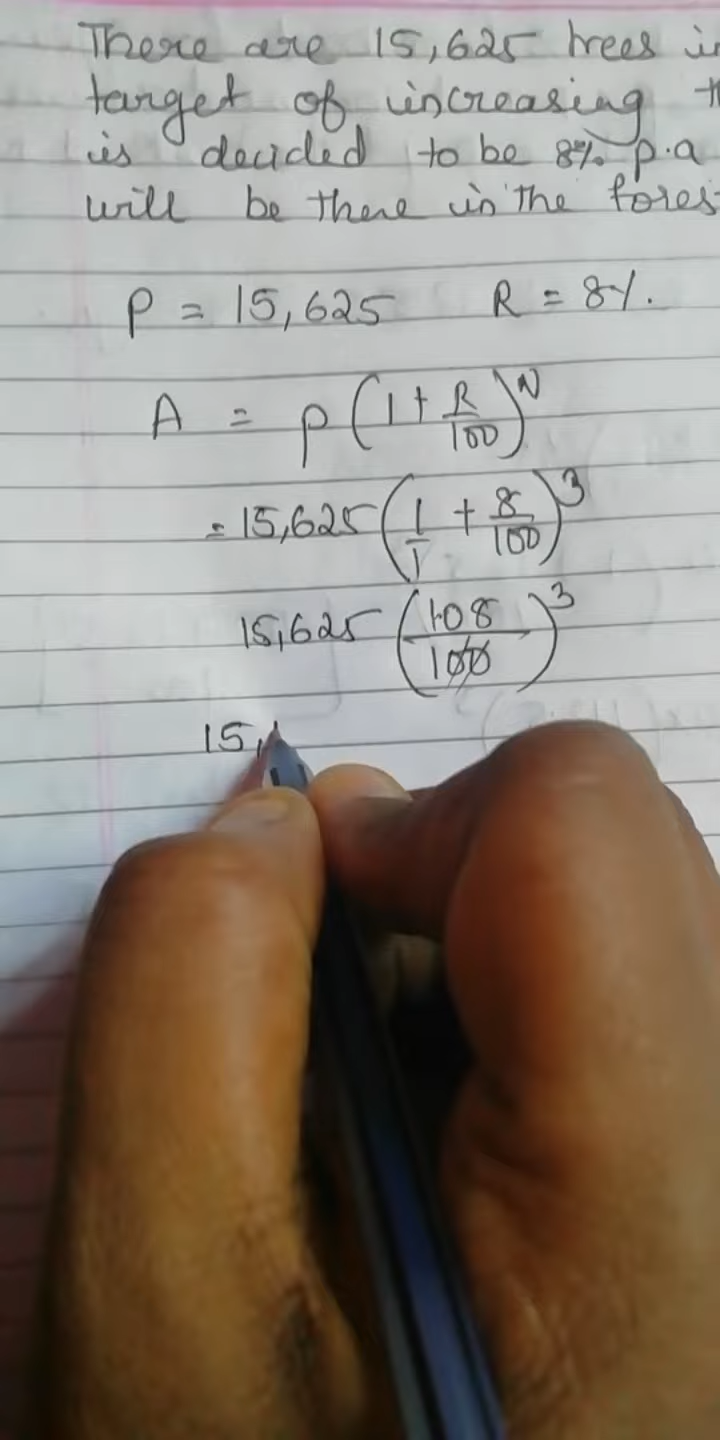 There are 15,625 trees
target of increasing
is decided to be 8% p.a
will be there in the
P = 15,625 R = 8%.
A = P (1 + R/100)^N
= 15,625 (1/1 + 8/100)^3
15,625 (108/100)^3
15,